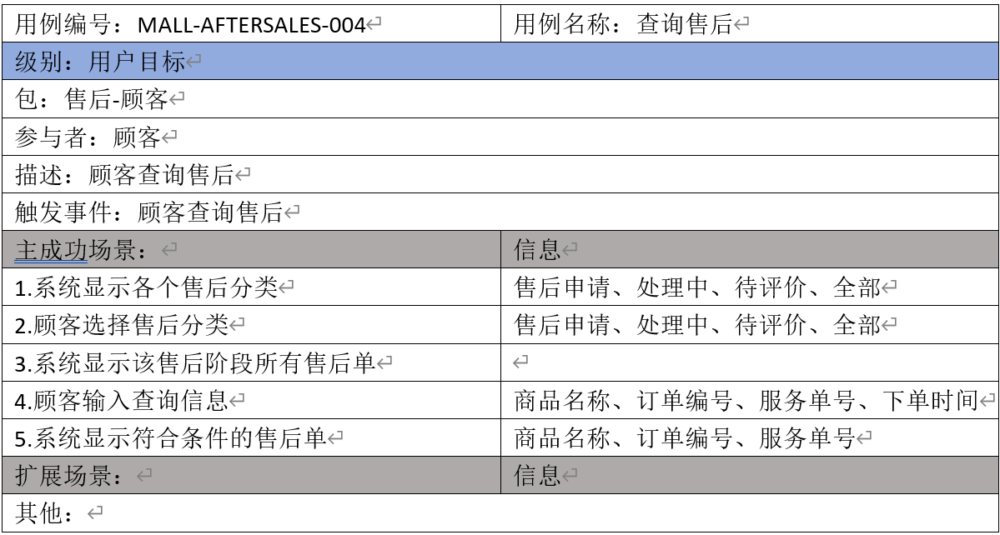 用例编号：MALL-AFTERSALES-004 用例名称：查询售后
级别：用户目标
包：售后-顾客
参与者：顾客
描述：顾客查询售后
触发事件：顾客查询售后
主成功场景： 信息
1.系统显示各个售后分类 售后申请、处理中、待评价、全部
2.顾客选择售后分类 售后申请、处理中、待评价、全部
3.系统显示该售后阶段所有售后单
4.顾客输入查询信息 商品名称、订单编号、服务单号、下单时间
5.系统显示符合条件的售后单 商品名称、订单编号、服务单号
扩展场景： 信息
其他：